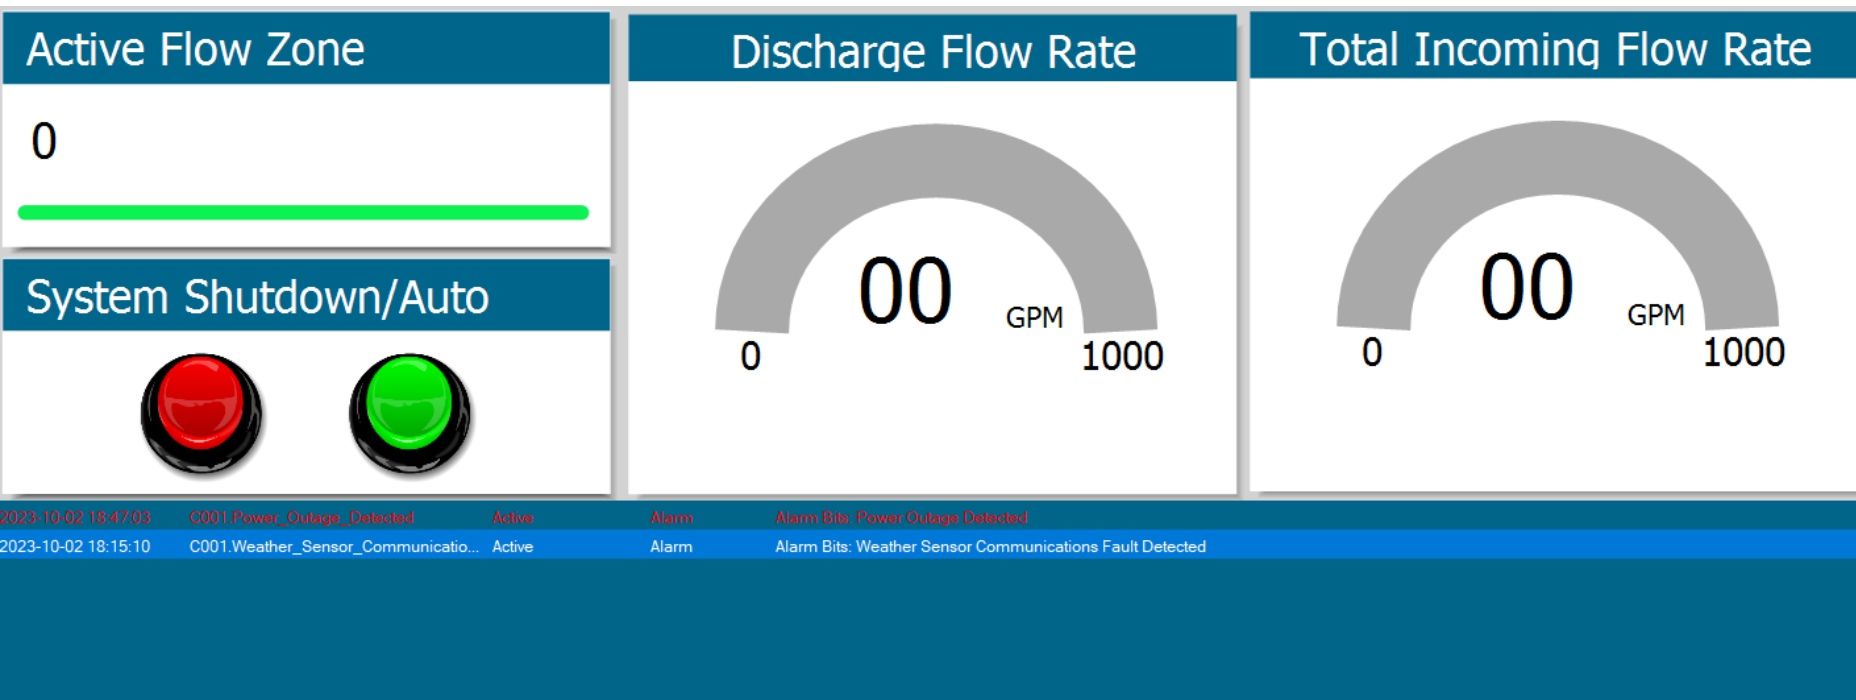 Active Flow Zone
0
System Shutdown/Auto
Discharge Flow Rate
00 GPM
0 1000
Total Incoming Flow Rate
00 GPM
0 1000
2023-10-02 18:47:03 C001.Power_Outage_Detected Active Alarm Alarm Bits: Power Outage Detected
2023-10-02 18:15:10 C001.Weather_Sensor_Communicatio... Active Alarm Alarm Bits: Weather Sensor Communications Fault Detected